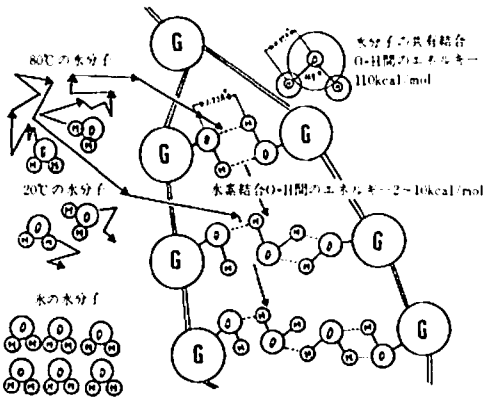 80℃の水分子
水分子の共有結合
O-H間のエネルギー
110kcal/mol
水素結合O-H間のエネルギー2~10kcal/mol
20℃の水分子
氷の水分子
G
G
G
G
G
G
G